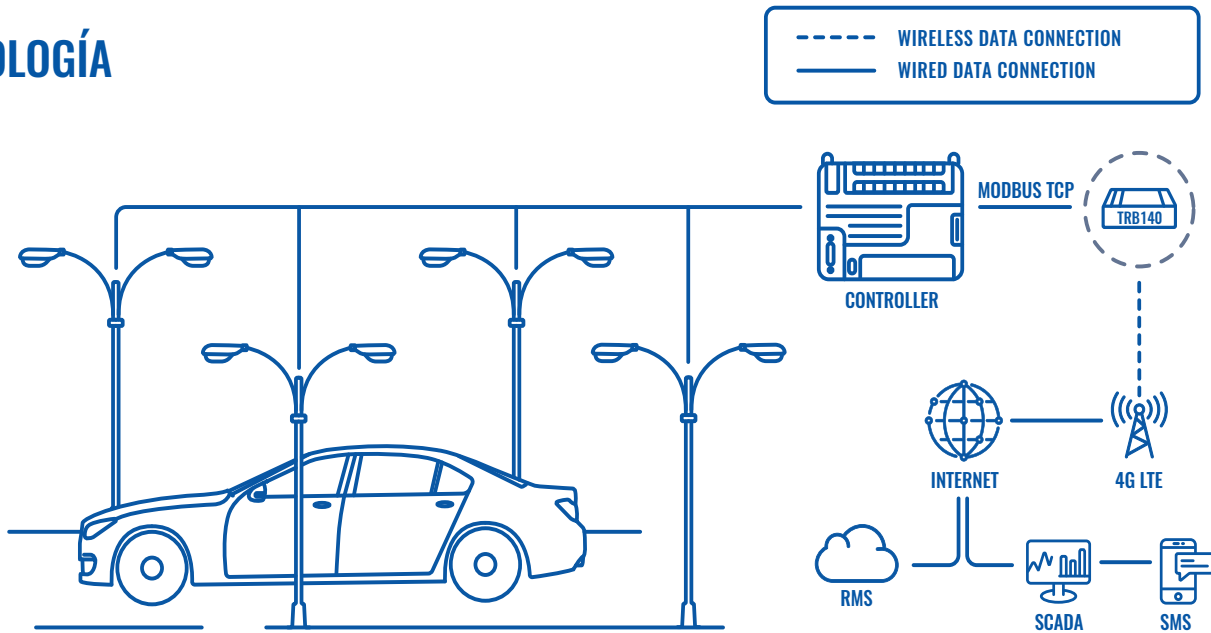 OLOGÍA
WIRELESS DATA CONNECTION
WIRED DATA CONNECTION
MODBUS TCP
TRB140
CONTROLLER
INTERNET
4G LTE
RMS
SCADA
SMS